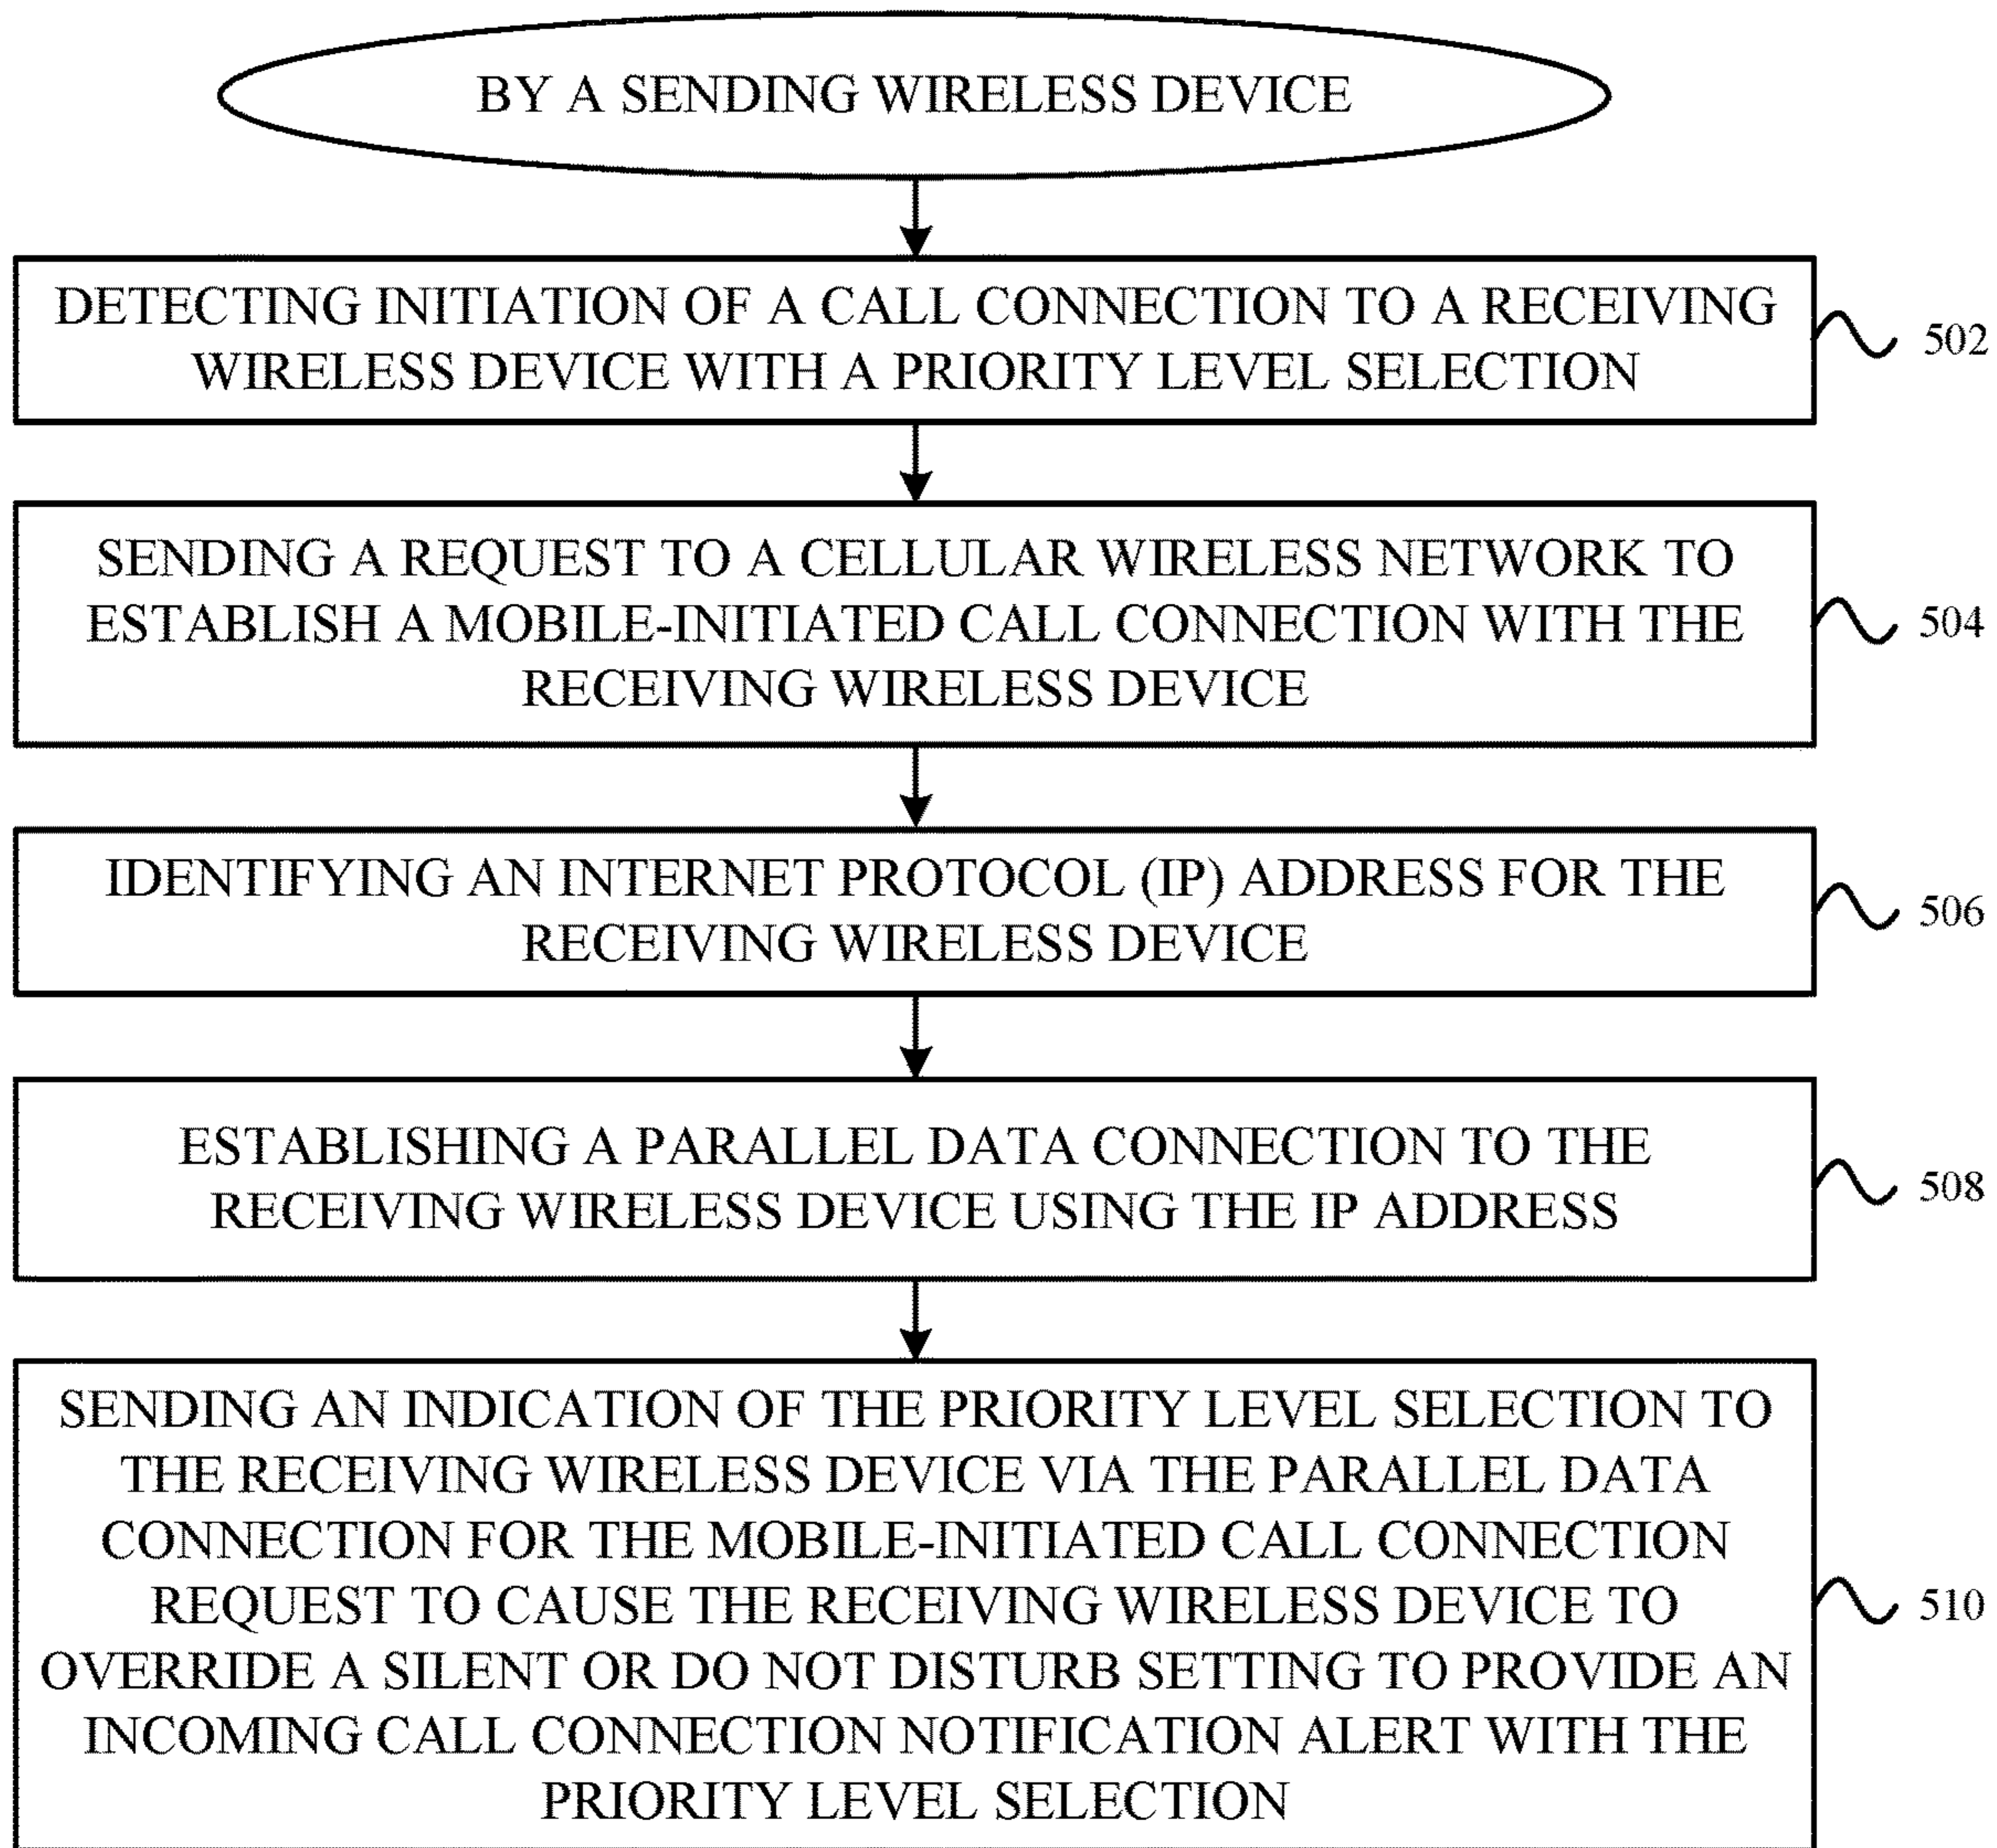 BY A SENDING WIRELESS DEVICE
DETECTING INITIATION OF A CALL CONNECTION TO A RECEIVING
WIRELESS DEVICE WITH A PRIORITY LEVEL SELECTION
502
SENDING A REQUEST TO A CELLULAR WIRELESS NETWORK TO
ESTABLISH A MOBILE-INITIATED CALL CONNECTION WITH THE
RECEIVING WIRELESS DEVICE
504
IDENTIFYING AN INTERNET PROTOCOL (IP) ADDRESS FOR THE
RECEIVING WIRELESS DEVICE
506
ESTABLISHING A PARALLEL DATA CONNECTION TO THE
RECEIVING WIRELESS DEVICE USING THE IP ADDRESS
508
SENDING AN INDICATION OF THE PRIORITY LEVEL SELECTION TO
THE RECEIVING WIRELESS DEVICE VIA THE PARALLEL DATA
CONNECTION FOR THE MOBILE-INITIATED CALL CONNECTION
REQUEST TO CAUSE THE RECEIVING WIRELESS DEVICE TO
OVERRIDE A SILENT OR DO NOT DISTURB SETTING TO PROVIDE AN
INCOMING CALL CONNECTION NOTIFICATION ALERT WITH THE
PRIORITY LEVEL SELECTION
510